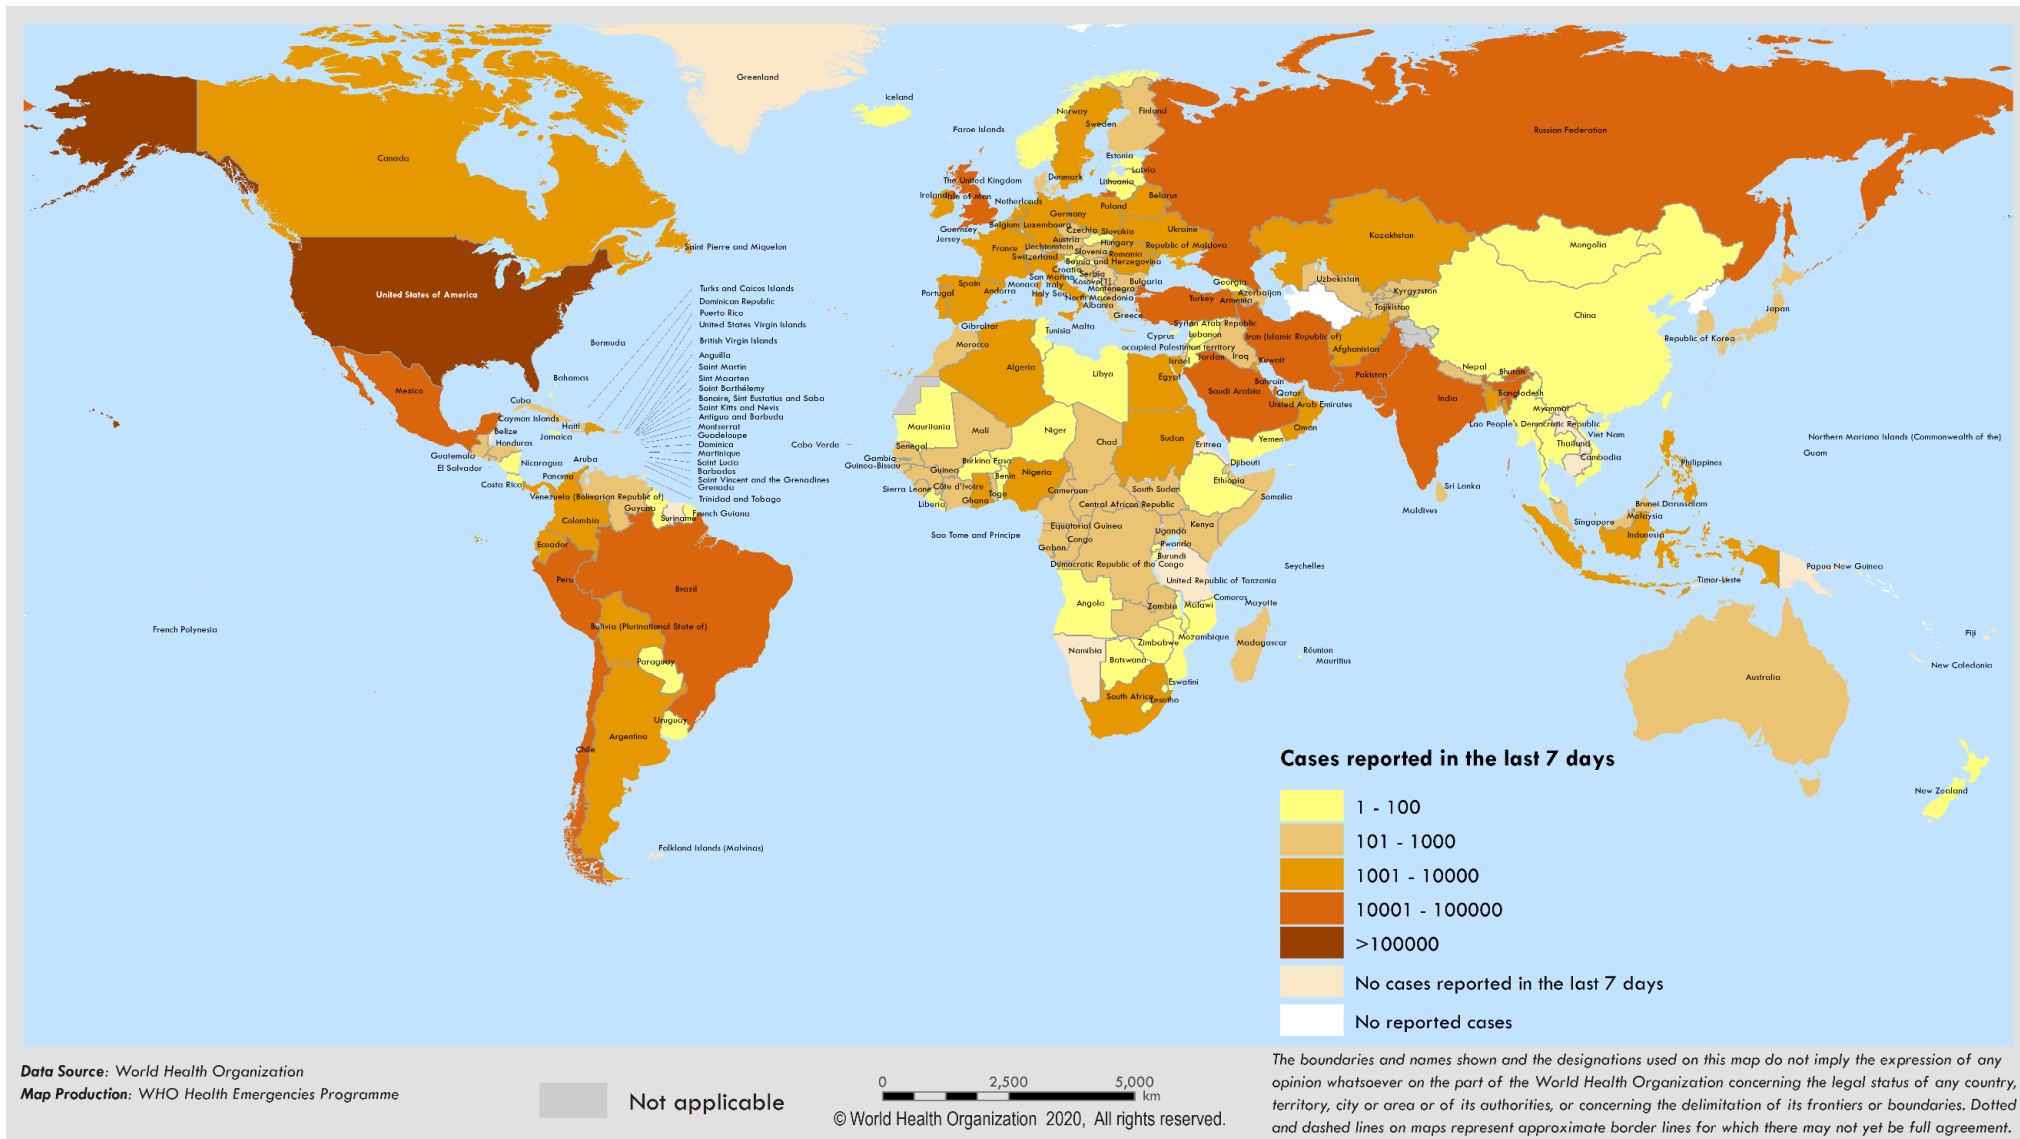 Greenland
Iceland
Faroe Islands
Norway
Finland
Sweden
Russian Federation
Canada
Estonia
Latvia
Denmark
Lithuania
The United Kingdom
Ireland
Isle of Man
Netherlands
Belarus
Poland
Germany
Guernsey
Belgium
Luxembourg
Czechia
Slovakia
Ukraine
Kazakhstan
Jersey
Austria
Hungary
Republic of Moldova
Mongolia
Saint Pierre and Miquelon
France
Liechtenstein
Slovenia
Romania
Switzerland
Bosnia and Herzegovina
Croatia
Serbia
San Marino
Kosovo[1]
Bulgaria
Georgia
Uzbekistan
Spain
Monaco
Italy
Montenegro
Azerbaijan
Kyrgyzstan
Portugal
Andorra
Holy See
North Macedonia
Turkey
Armenia
Tajikistan
Albania
Japan
United States of America
Greece
China
Turks and Caicos Islands
Dominican Republic
Puerto Rico
United States Virgin Islands
British Virgin Islands
Anguilla
Saint Martin
Sint Maarten
Saint Barthélemy
Bonaire, Sint Eustatius and Saba
Saint Kitts and Nevis
Antigua and Barbuda
Montserrat
Guadeloupe
Dominica
Martinique
Saint Lucia
Barbados
Saint Vincent and the Grenadines
Grenada
Trinidad and Tobago
Gibraltar
Tunisia
Malta
Syrian Arab Republic
Cyprus
Lebanon
Iran (Islamic Republic of)
Republic of Korea
Bermuda
Morocco
occupied Palestinian territory
Afghanistan
Israel
Jordan
Iraq
Kuwait
Algeria
Libya
Egypt
Pakistan
Nepal
Bhutan
Bahamas
Bahrain
Mexico
Saudi Arabia
Qatar
India
Bangladesh
Cuba
United Arab Emirates
Myanmar
Cayman Islands
Haiti
Mauritania
Oman
Lao People's Democratic Republic
Belize
Jamaica
Mali
Niger
Sudan
Yemen
Viet Nam
Honduras
Cabo Verde
Senegal
Chad
Eritrea
Thailand
Northern Mariana Islands (Commonwealth of the)
Guatemala
Aruba
Gambia
Guinea-Bissau
Burkina Faso
Djibouti
Cambodia
Guam
El Salvador
Nicaragua
Guinea
Benin
Nigeria
Philippines
Panama
Costa Rica
Sierra Leone
Côte d'Ivoire
Togo
Cameroon
South Sudan
Ethiopia
Sri Lanka
Venezuela (Bolivarian Republic of)
Liberia
Ghana
Central African Republic
Somalia
Brunei Darussalam
Guyana
French Guiana
Suriname
Maldives
Malaysia
Colombia
Equatorial Guinea
Kenya
Singapore
Sao Tome and Principe
Uganda
Indonesia
Ecuador
Gabon
Congo
Rwanda
Burundi
Democratic Republic of the Congo
Seychelles
Papua New Guinea
Peru
United Republic of Tanzania
Timor-Leste
Brazil
Angola
Zambia
Malawi
Comoros
Mayotte
French Polynesia
Bolivia (Plurinational State of)
Mozambique
Fiji
Zimbabwe
Madagascar
Namibia
Réunion
Paraguay
Botswana
Mauritius
New Caledonia
Eswatini
Australia
South Africa
Lesotho
Uruguay
Argentina
Chile
New Zealand
Falkland Islands (Malvinas)
Cases reported in the last 7 days
1 - 100
101 - 1000
1001 - 10000
10001 - 100000
>100000
No cases reported in the last 7 days
No reported cases
Data Source: World Health Organization
Map Production: WHO Health Emergencies Programme
Not applicable
0 2,500 5,000
km
© World Health Organization 2020, All rights reserved.
The boundaries and names shown and the designations used on this map do not imply the expression of any
opinion whatsoever on the part of the World Health Organization concerning the legal status of any country,
territory, city or area or of its authorities, or concerning the delimitation of its frontiers or boundaries. Dotted
and dashed lines on maps represent approximate border lines for which there may not yet be full agreement.